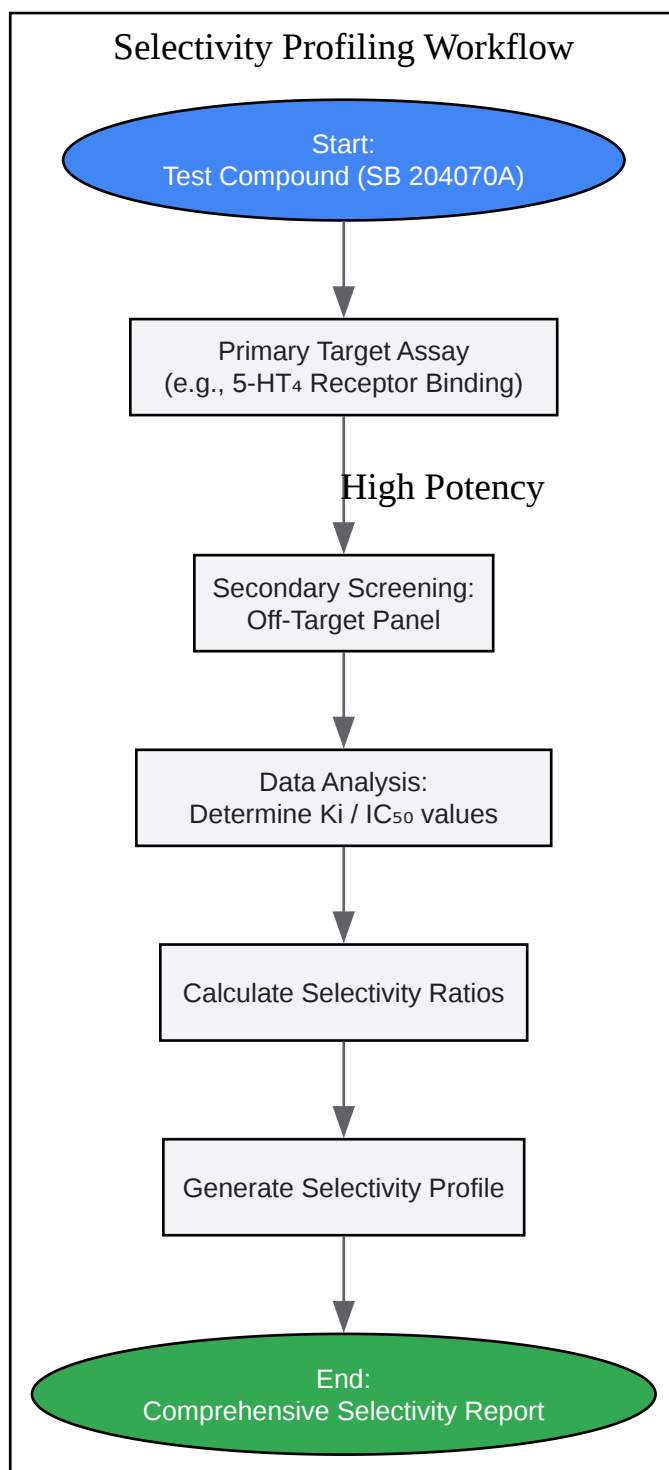 Selectivity Profiling Workflow
Start:
Test Compound (SB 204070A)
Primary Target Assay
(e.g., 5-HT₄ Receptor Binding)
High Potency
Secondary Screening:
Off-Target Panel
Data Analysis:
Determine Ki / IC₅₀ values
Calculate Selectivity Ratios
Generate Selectivity Profile
End:
Comprehensive Selectivity Report